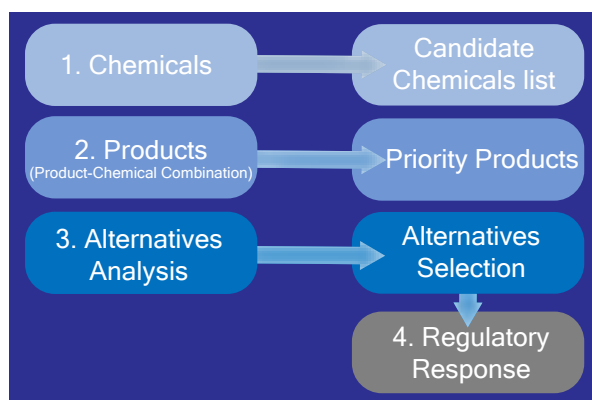 1. Chemicals
Candidate
Chemicals list
2. Products
(Product-Chemical Combination)
Priority Products
3. Alternatives
Analysis
Alternatives
Selection
4. Regulatory
Response